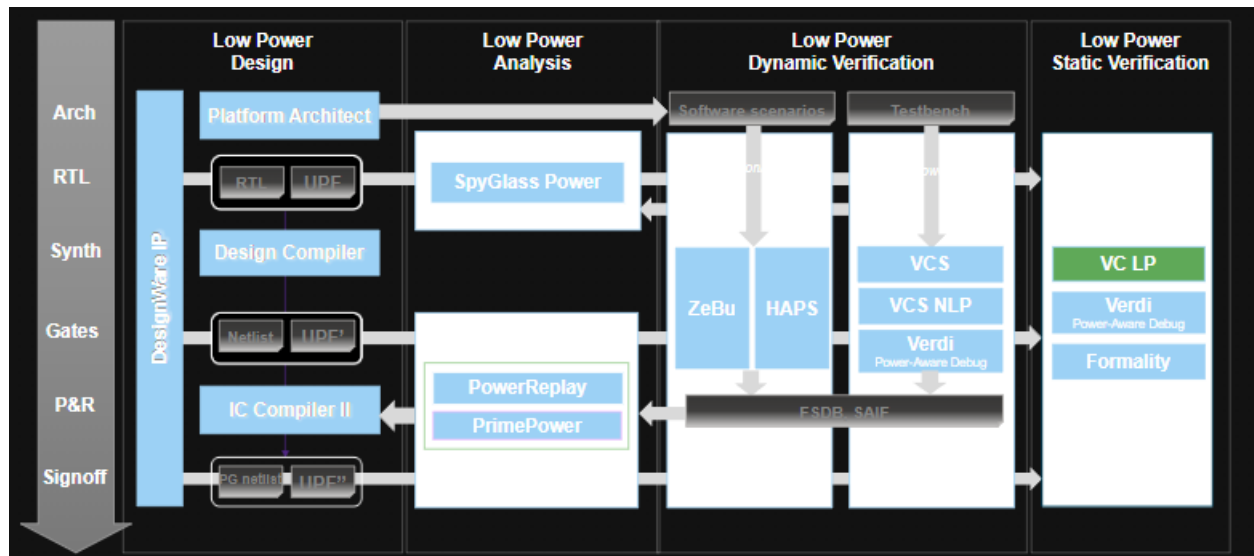 Low Power
Design
Low Power
Analysis
Low Power
Dynamic Verification
Low Power
Static Verification
Arch
Platform Architect
Software scenarios
Testbench
RTL
RTL
UPF
SpyGlass Power
DesignWare IP
Synth
Design Compiler
ZeBu
HAPS
VCS
VC LP
VCS NLP
Verdi
Power-Aware Debug
Gates
Netlist
UPF'
Verdi
Power-Aware Debug
Formality
PowerReplay
P&R
IC Compiler II
PrimePower
FSDB, SAIF
Signoff
PG netlist
UPF"